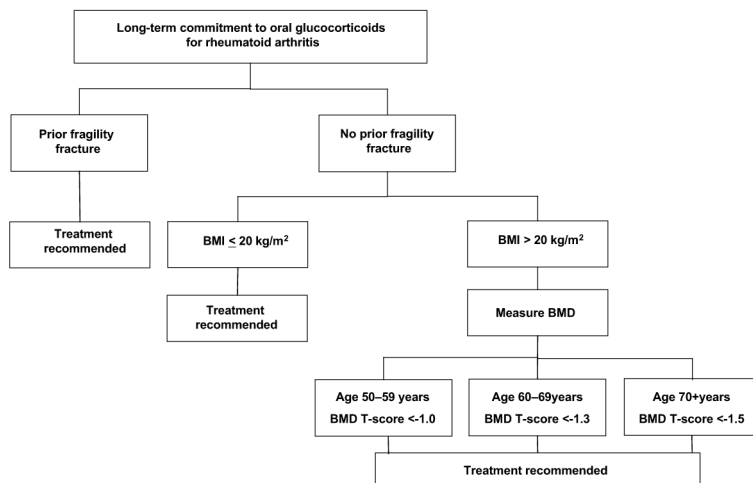 Long-term commitment to oral glucocorticoids
for rheumatoid arthritis
Prior fragility
fracture
No prior fragility
fracture
Treatment
recommended
BMI ≤ 20 kg/m²
BMI > 20 kg/m²
Treatment
recommended
Measure BMD
Age 50–59 years
BMD T-score <-1.0
Age 60–69years
BMD T-score <-1.3
Age 70+years
BMD T-score <-1.5
Treatment recommended